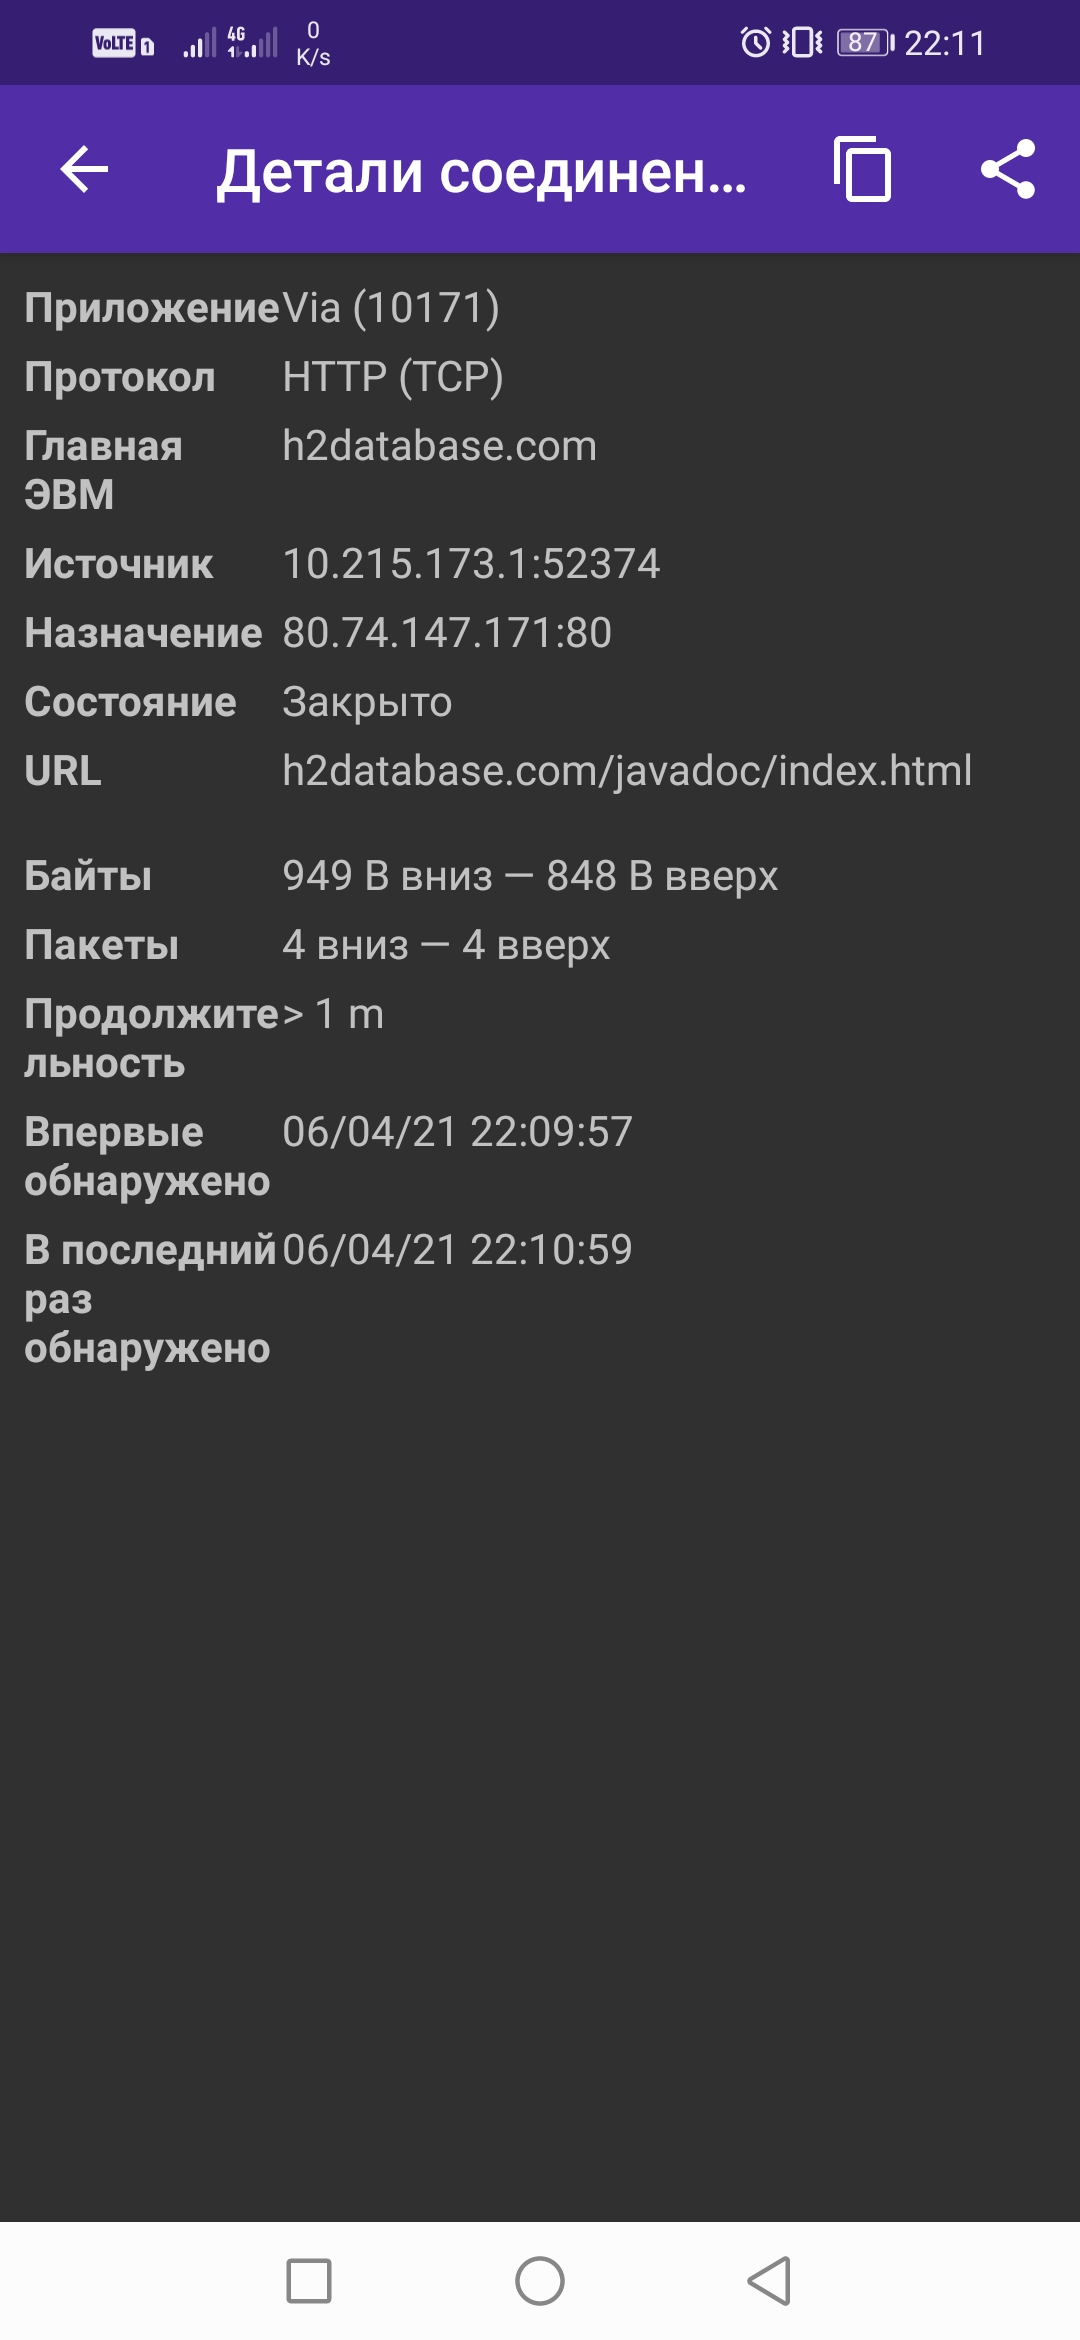 VoLTE 1 4G 0 K/s 87 22:11
Детали соединен...
Приложение Via (10171)
Протокол HTTP (TCP)
Главная h2database.com
ЭВМ
Источник 10.215.173.1:52374
Назначение 80.74.147.171:80
Состояние Закрыто
URL h2database.com/javadoc/index.html
Байты 949 B вниз — 848 B вверх
Пакеты 4 вниз — 4 вверх
Продолжите > 1 m
льность
Впервые 06/04/21 22:09:57
обнаружено
В последний 06/04/21 22:10:59
раз
обнаружено